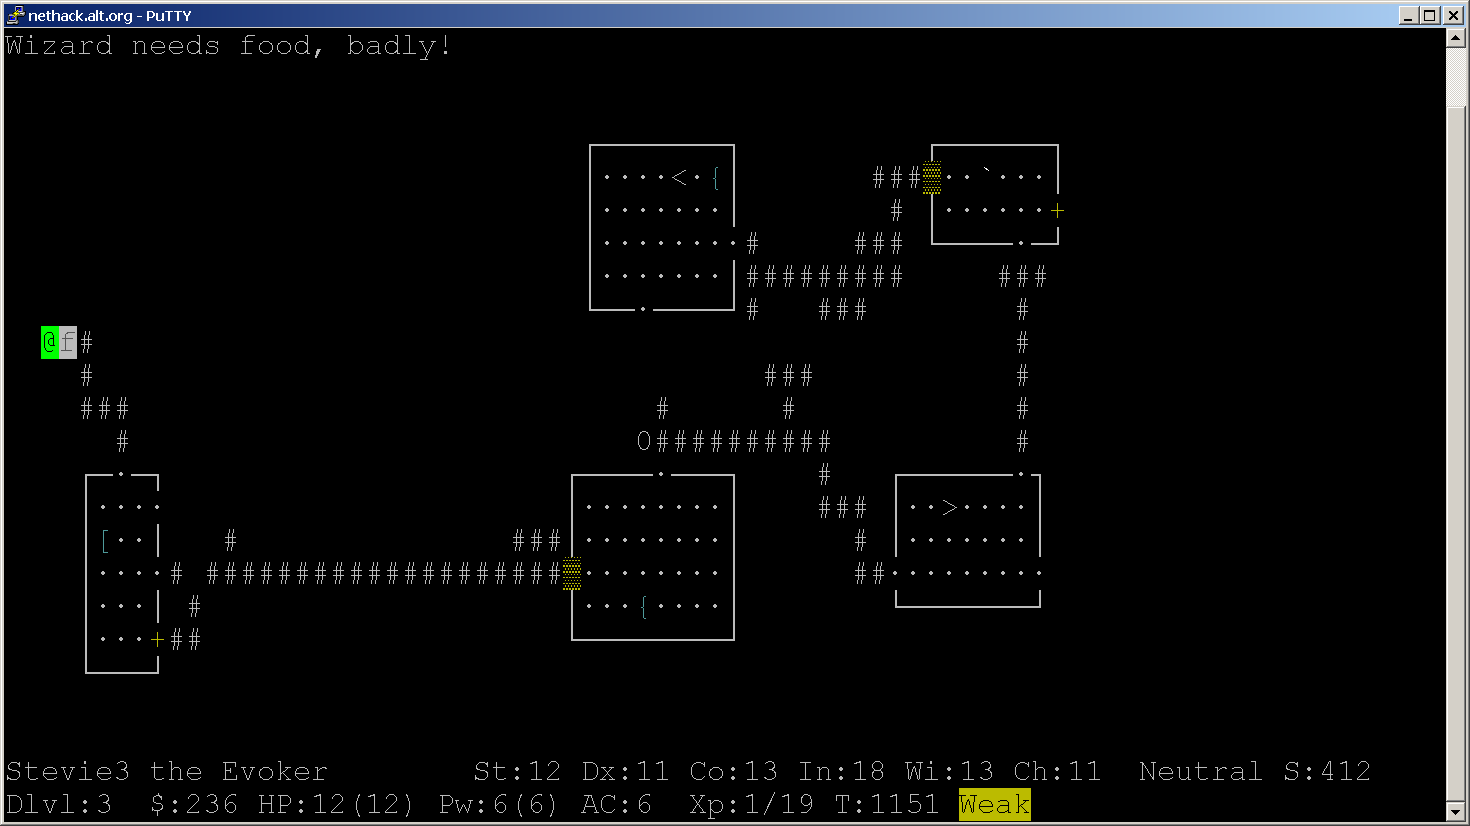 nethack.alt.org - PuTTY
Wizard needs food, badly!
. . . . < . {
# # # . . ` . . .
. . . . . . .
# . . . . . . +
. . . . . . . . #
# # # .
. . . . . . .
# # # # # # # # # # # #
. # # # # #
@f# #
# # # # #
# # # # # #
# O# # # # # # # # # # #
. . # .
. . . . . . . . . . . # # # . . > . . . .
[ . . # # # # . . . . . . . . # . . . . . . .
. . . . # # # # # # # # # # # # # # # # # # # # . . . . . . . . # # . . . . . . . . .
. . . # . . . { . . . .
. . . + # #
Stevie3 the Evoker St:12 Dx:11 Co:13 In:18 Wi:13 Ch:11 Neutral S:412
Dlvl:3 $:236 HP:12(12) Pw:6(6) AC:6 Xp:1/19 T:1151 Weak